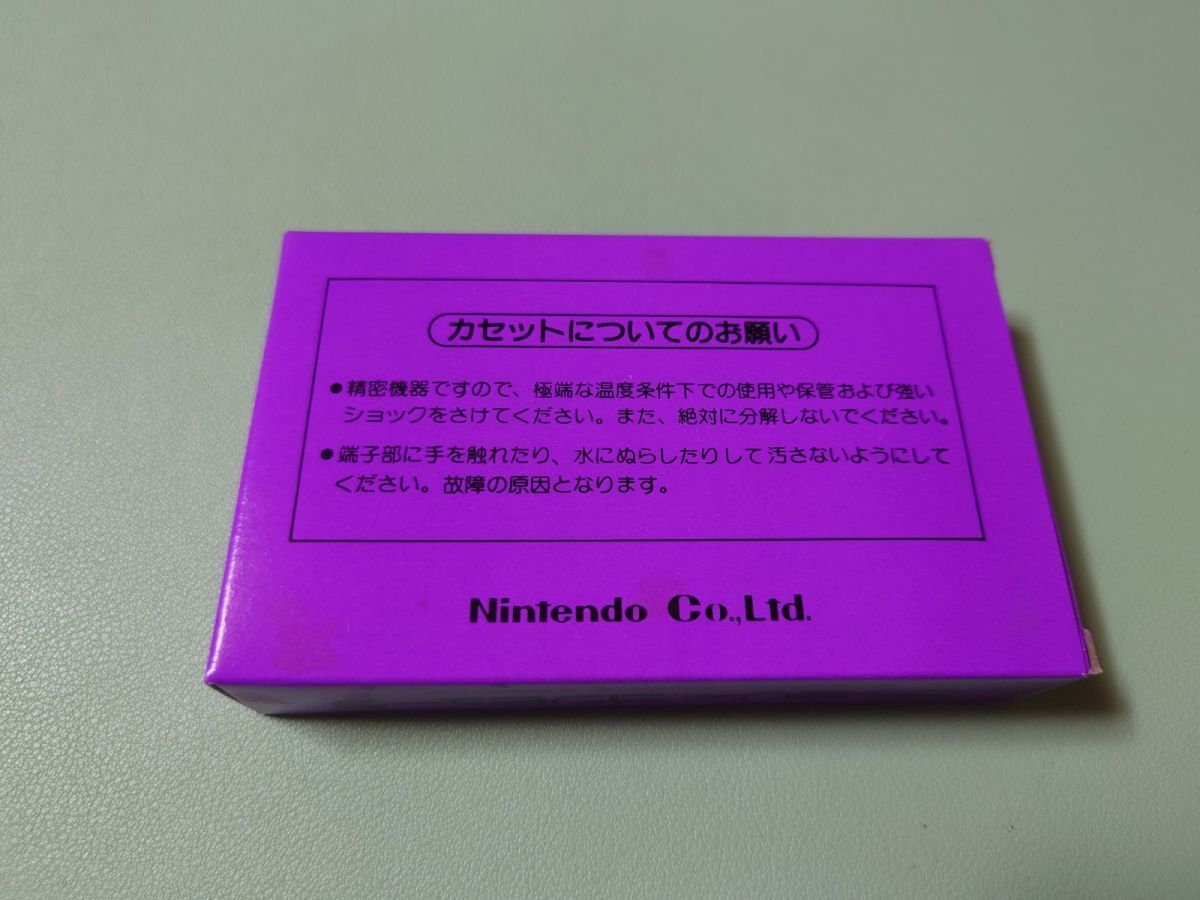 カセットについてのお願い
●精密機器ですので、極端な温度条件下での使用や保管および強い
ショックをさけてください。また、絶対に分解しないでください。
●端子部に手を触れたり、水にぬらしたりして汚さないようにして
ください。故障の原因となります。
Nintendo Co.,Ltd.